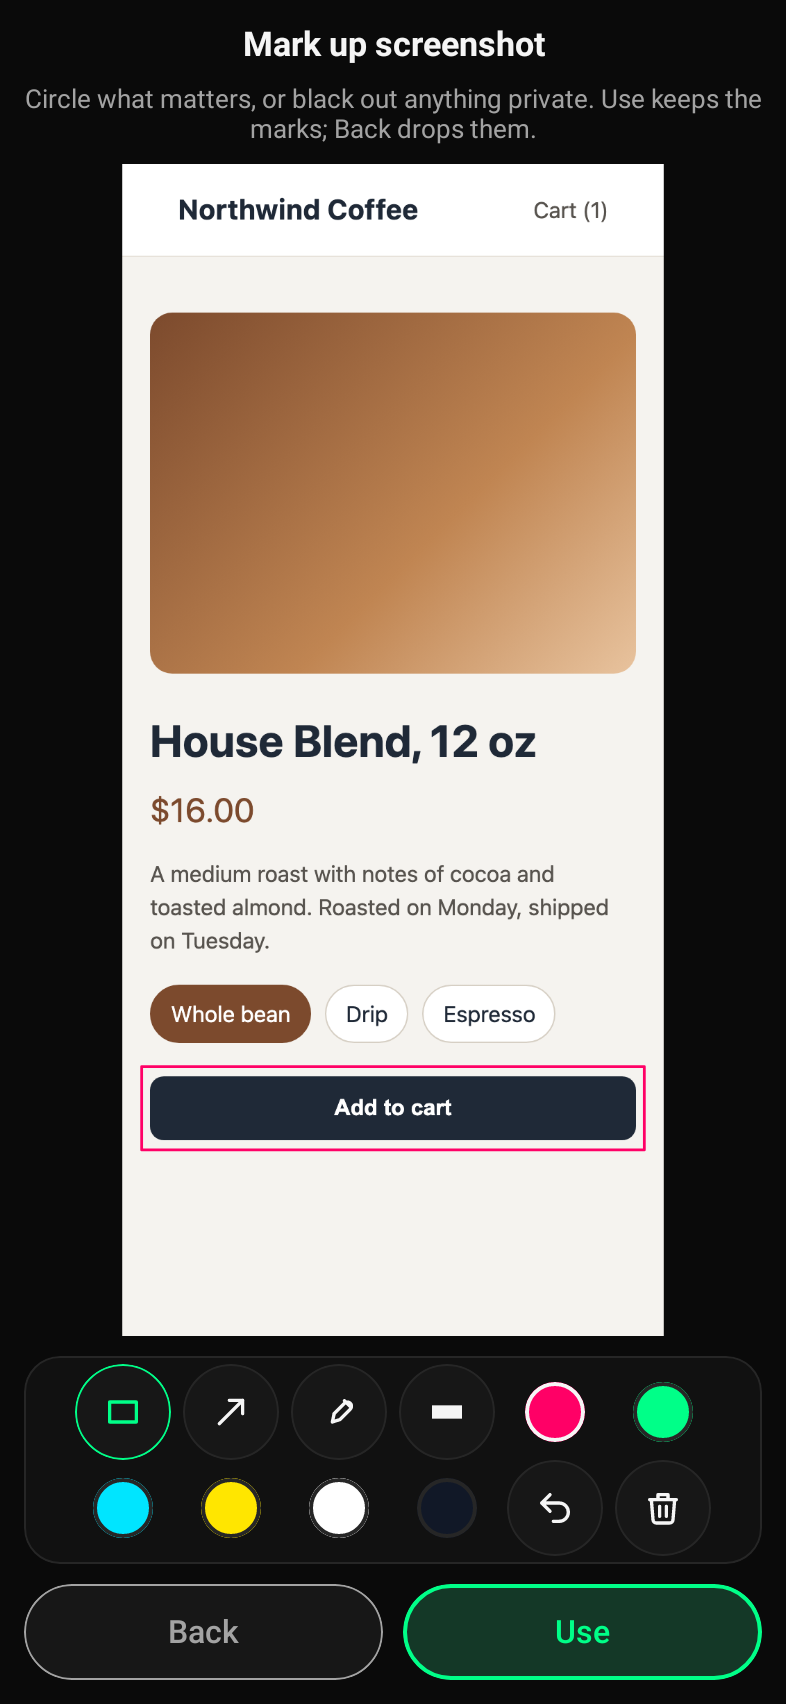 Mark up screenshot
Circle what matters, or black out anything private. Use keeps the
marks; Back drops them.
Northwind Coffee
Cart (1)
House Blend, 12 oz
$16.00
A medium roast with notes of cocoa and
toasted almond. Roasted on Monday, shipped
on Tuesday.
Whole bean
Drip
Espresso
Add to cart
Back
Use